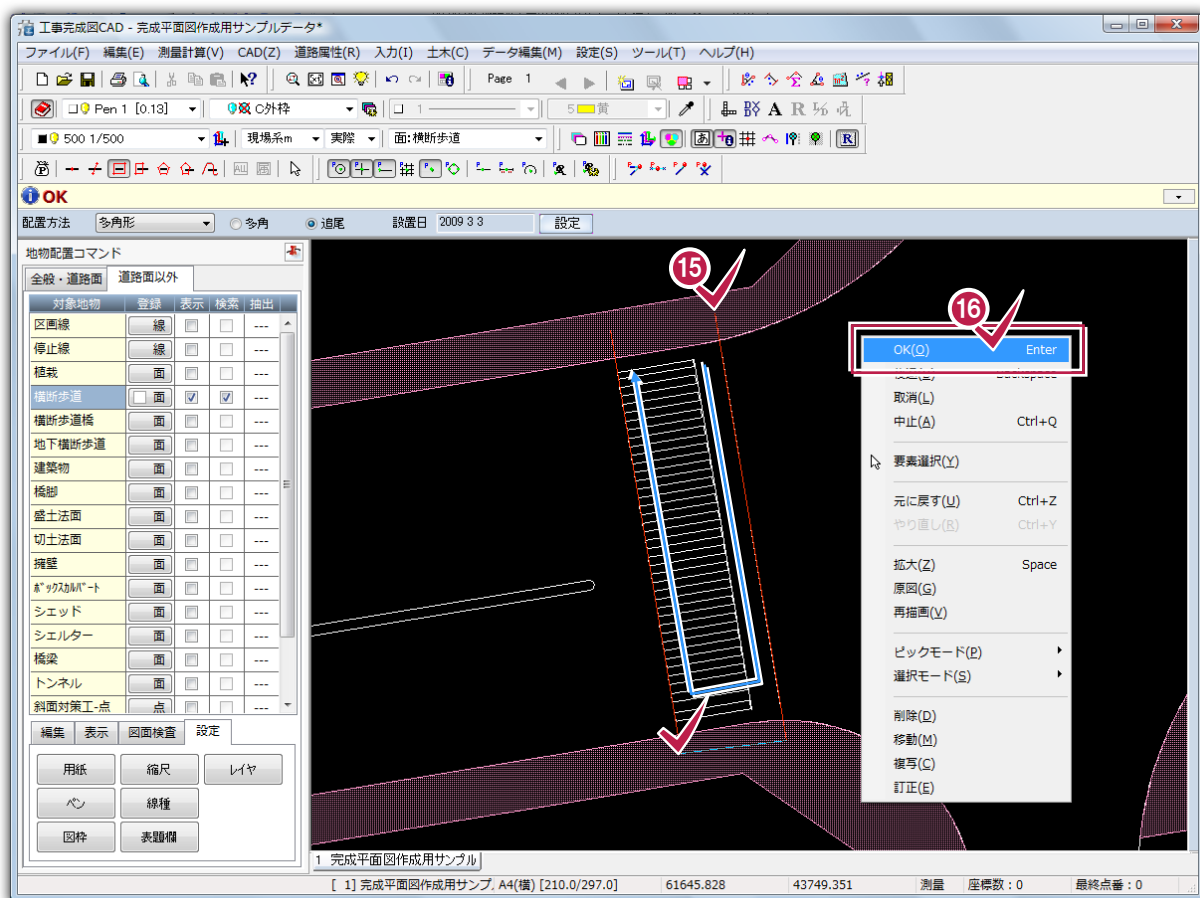 工事完成図CAD - 完成平面図作成用サンプルデータ*
ファイル(F) 編集(E) 測量計算(V) CAD(Z) 道路属性(R) 入力(I) 土木(C) データ編集(M) 設定(S) ツール(T) ヘルプ(H)
Page 1
Pen 1 [0.13] C外枠 1 5 黄
500 1/500 現場系m 実際 面:横断歩道
OK
配置方法 多角形 多角 追尾 設置日 2009 3 3 設定
地物配置コマンド
全般・道路面 道路面以外
対象地物 登録 表示 検索 抽出
区画線 線 ---
停止線 線 ---
植栽 面 ---
横断歩道 面 ---
横断歩道橋 面 ---
地下横断歩道 面 ---
建築物 面 ---
橋脚 面 ---
盛土法面 面 ---
切土法面 面 ---
擁壁 面 ---
ボックスカルバート 面 ---
シェッド 面 ---
シェルター 面 ---
橋梁 面 ---
トンネル 面 ---
斜面対策工-点 点 ---
編集 表示 図面検査 設定
用紙 縮尺 レイヤ
ペン 線種
図枠 表題欄
15
16
OK(O) Enter
取消(L)
中止(A) Ctrl+Q
要素選択(Y)
元に戻す(U) Ctrl+Z
やり直し(R) Ctrl+Y
拡大(Z) Space
原図(G)
再描画(V)
ピックモード(P)
選択モード(S)
削除(D)
移動(M)
複写(C)
訂正(E)
1 完成平面図作成用サンプル
[ 1] 完成平面図作成用サンプ, A4(横) [210.0/297.0] 61645.828 43749.351 測量 座標数：0 最終点番：0